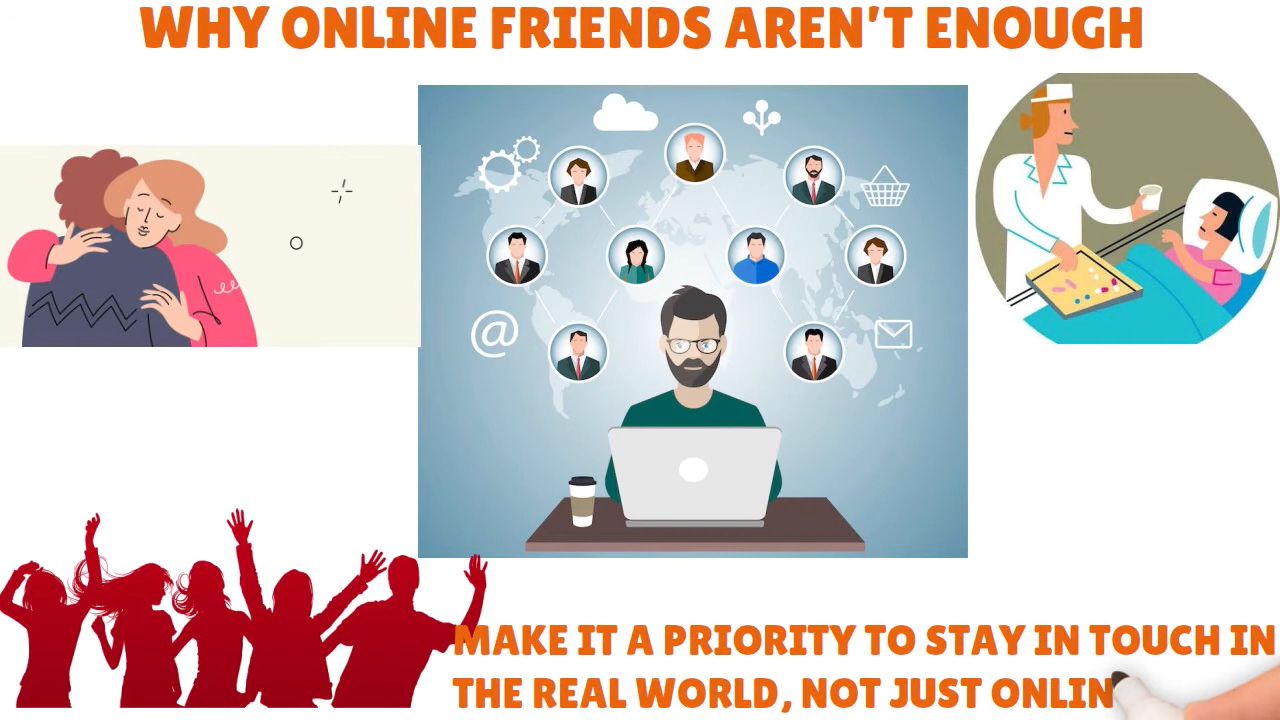 WHY ONLINE FRIENDS AREN'T ENOUGH
@
MAKE IT A PRIORITY TO STAY IN TOUCH IN
THE REAL WORLD, NOT JUST ONLIN